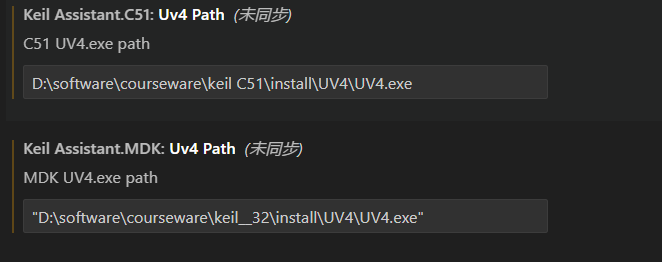 Keil Assistant.C51: Uv4 Path (未同步)
C51 UV4.exe path
D:\software\courseware\keil C51\install\UV4\UV4.exe
Keil Assistant.MDK: Uv4 Path (未同步)
MDK UV4.exe path
"D:\software\courseware\keil__32\install\UV4\UV4.exe"